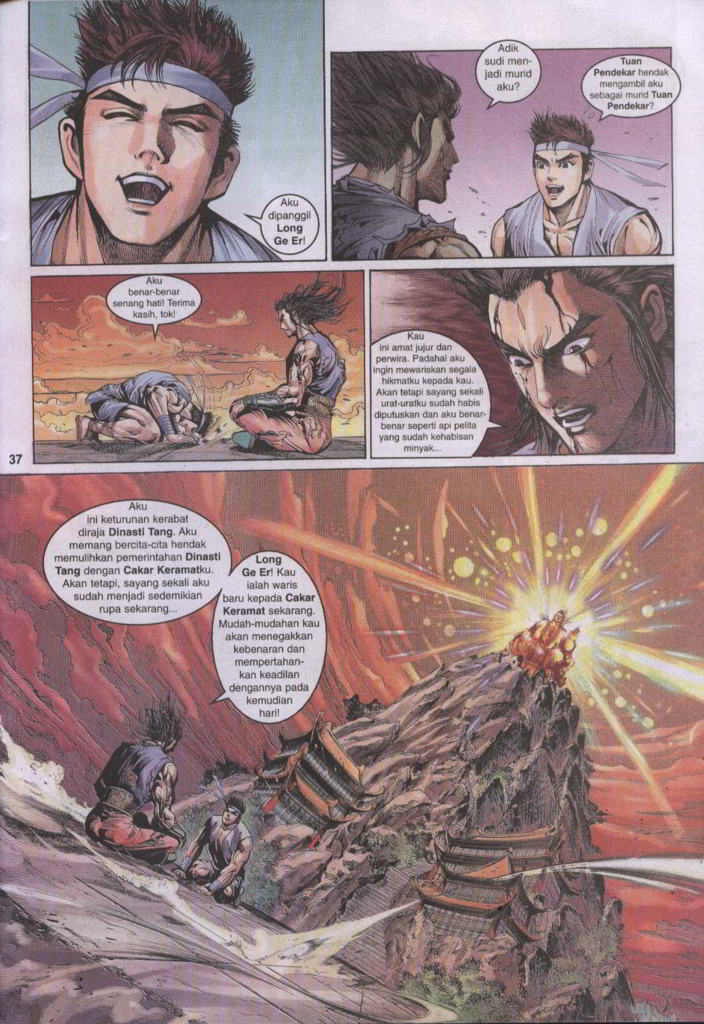 Aku
dipanggil
Long
Ge Er!
Adik
sudi men-
jadi murid
aku?
Tuan
Pendekar hendak
mengambil aku
sebagai murid Tuan
Pendekar?
Aku
benar-benar
senang hati! Terima
kasih, tok!
Kau
ini amat jujur dan
perwira. Padahal aku
ingin mewariskan segala
hikmatku kepada kau.
Akan tetapi sayang sekali
urat-uratku sudah habis
diputuskan dan aku benar-
benar seperti api pelita
yang sudah kehabisan
minyak...
37
Aku
ini keturunan kerabat
diraja Dinasti Tang. Aku
memang bercita-cita hendak
memulihkan pemerintahan Dinasti
Tang dengan Cakar Keramatku.
Akan tetapi, sayang sekali aku
sudah menjadi sedemikian
rupa sekarang...
Long
Ge Er! Kau
ialah waris
baru kepada Cakar
Keramat sekarang.
Mudah-mudahan kau
akan menegakkan
kebenaran dan
mempertahan-
kan keadilan
dengannya pada
kemudian
hari!